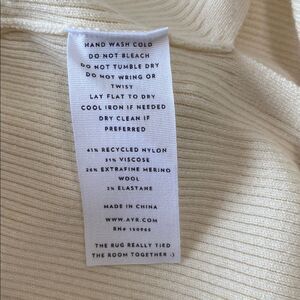 HAND WASH COLD
DO NOT BLEACH
DO NOT TUMBLE DRY
DO NOT WRING OR
TWIST
LAY FLAT TO DRY
COOL IRON IF NEEDED
DRY CLEAN IF
PREFERRED
41% RECYCLED NYLON
31% VISCOSE
26% EXTRAFINE MERINO
WOOL
2% ELASTANE
MADE IN CHINA
WWW.AYR.COM
RN# 150965
THE RUG REALLY TIED
THE ROOM TOGETHER :)